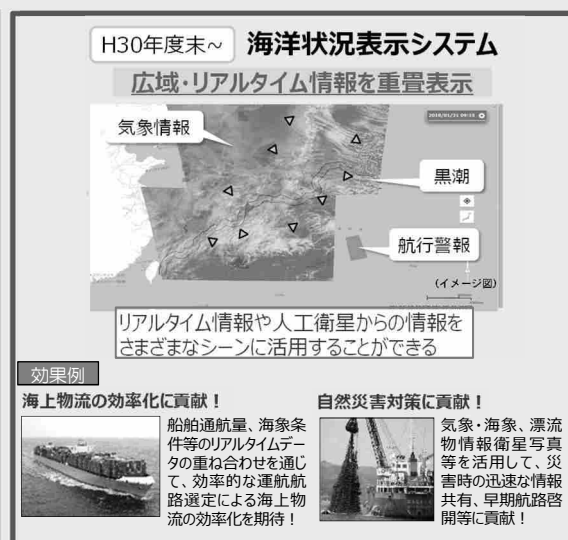 H30年度末～
海洋状況表示システム
広域・リアルタイム情報を重畳表示
気象情報
黒潮
航行警報
(イメージ図)
リアルタイム情報や人工衛星からの情報を
さまざまなシーンに活用することができる
効果例
海上物流の効率化に貢献！
船舶通航量、海象条
件等のリアルタイムデー
タの重ね合わせを通じ
て、効率的な運航航
路選定による海上物
流の効率化を期待！
自然災害対策に貢献！
気象・海象、漂流
物情報衛星写真
等を活用して、災
害時の迅速な情報
共有、早期航路啓
開等に貢献！